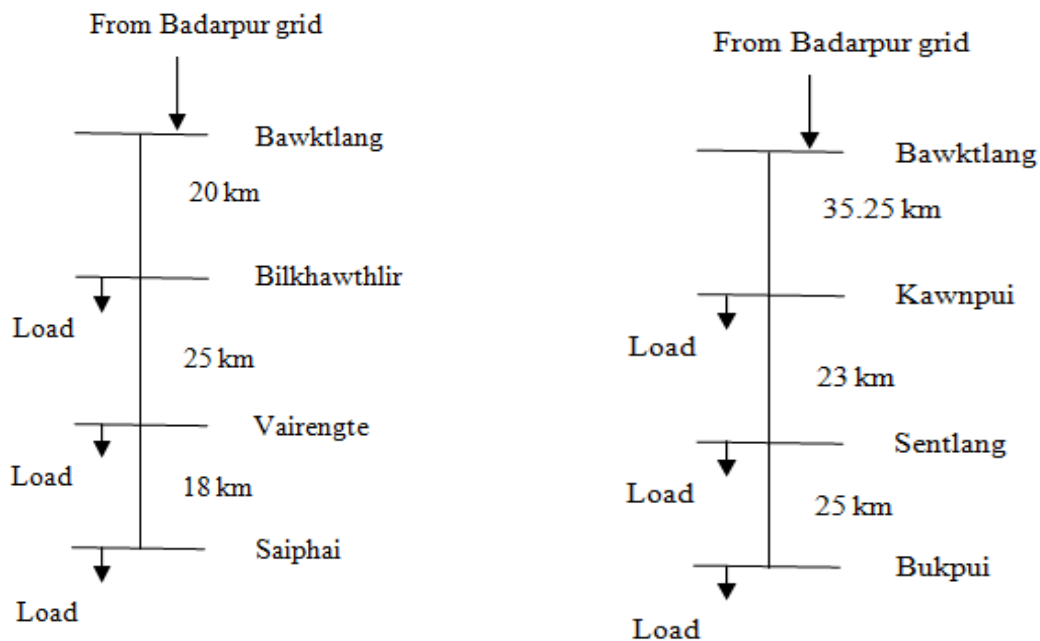 From Badarpur grid
Bawktlang
20 km
Bilkhawthlir
Load
25 km
Vairengte
Load
18 km
Saiphai
Load
From Badarpur grid
Bawktlang
35.25 km
Kawnpui
Load
23 km
Sentlang
Load
25 km
Bukpui
Load